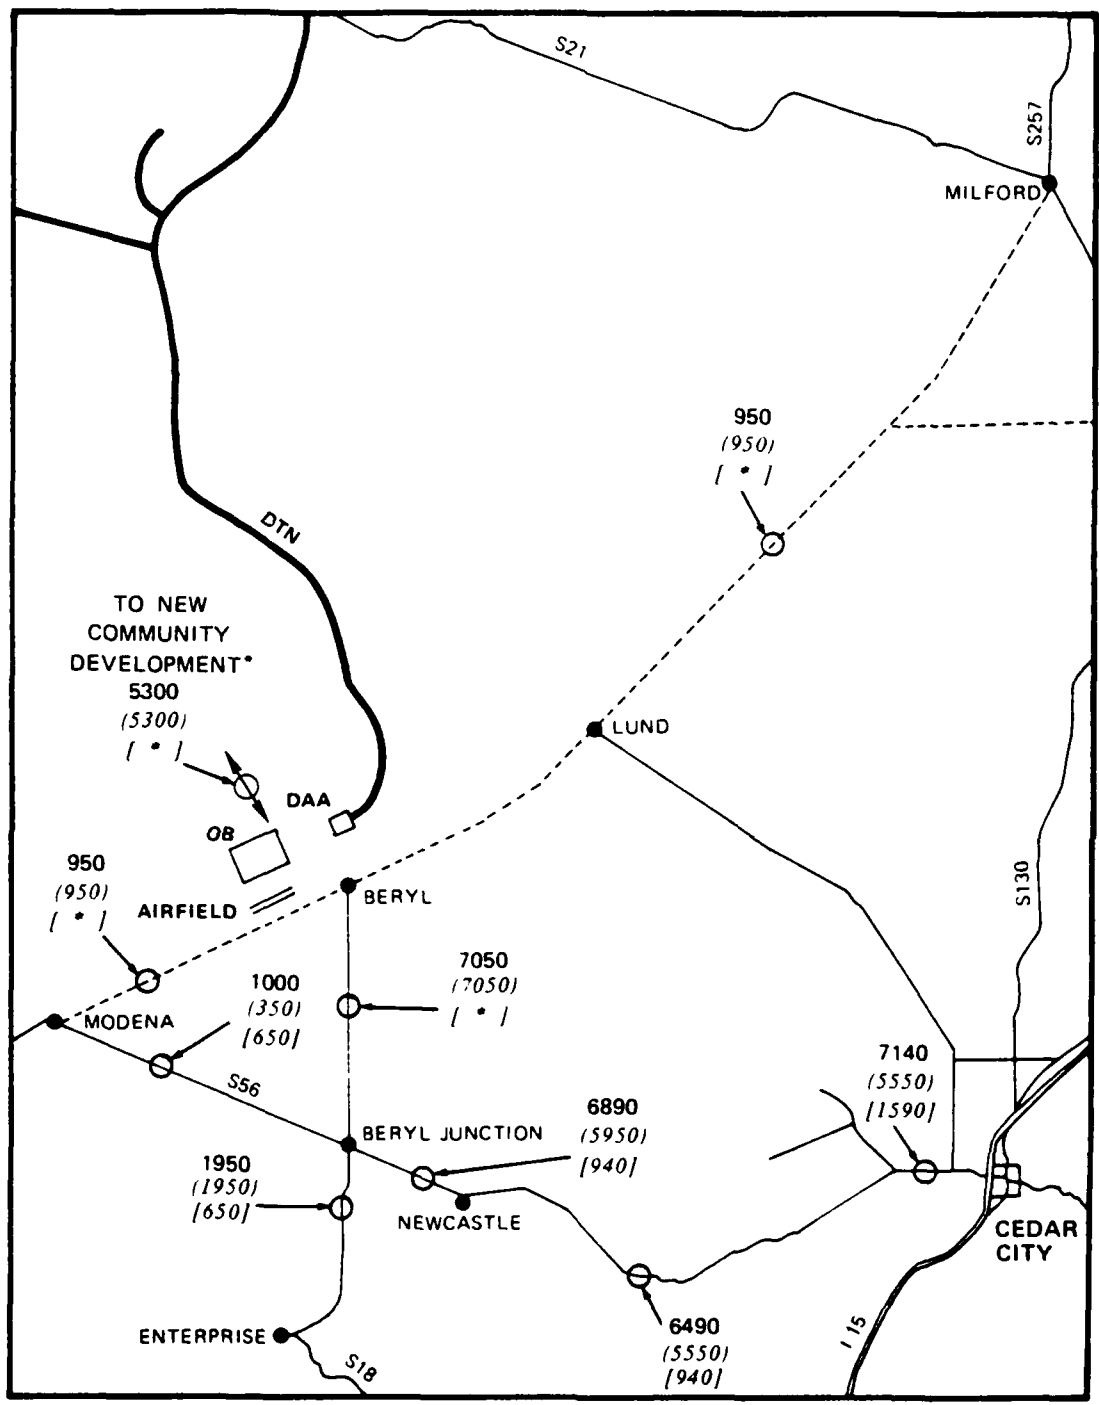 S21
S257
MILFORD
950
(950)
[ * ]
DTN
TO NEW
COMMUNITY
DEVELOPMENT*
5300
(5300)
[ * ]
LUND
DAA
OB
950
(950)
[ * ]
AIRFIELD
BERYL
S130
7050
(7050)
[ * ]
1000
(350)
[650]
MODENA
S56
7140
(5550)
[1590]
6890
(5950)
[940]
BERYL JUNCTION
1950
(1950)
[650]
NEWCASTLE
CEDAR
CITY
6490
(5550)
[940]
ENTERPRISE
S18
I 15